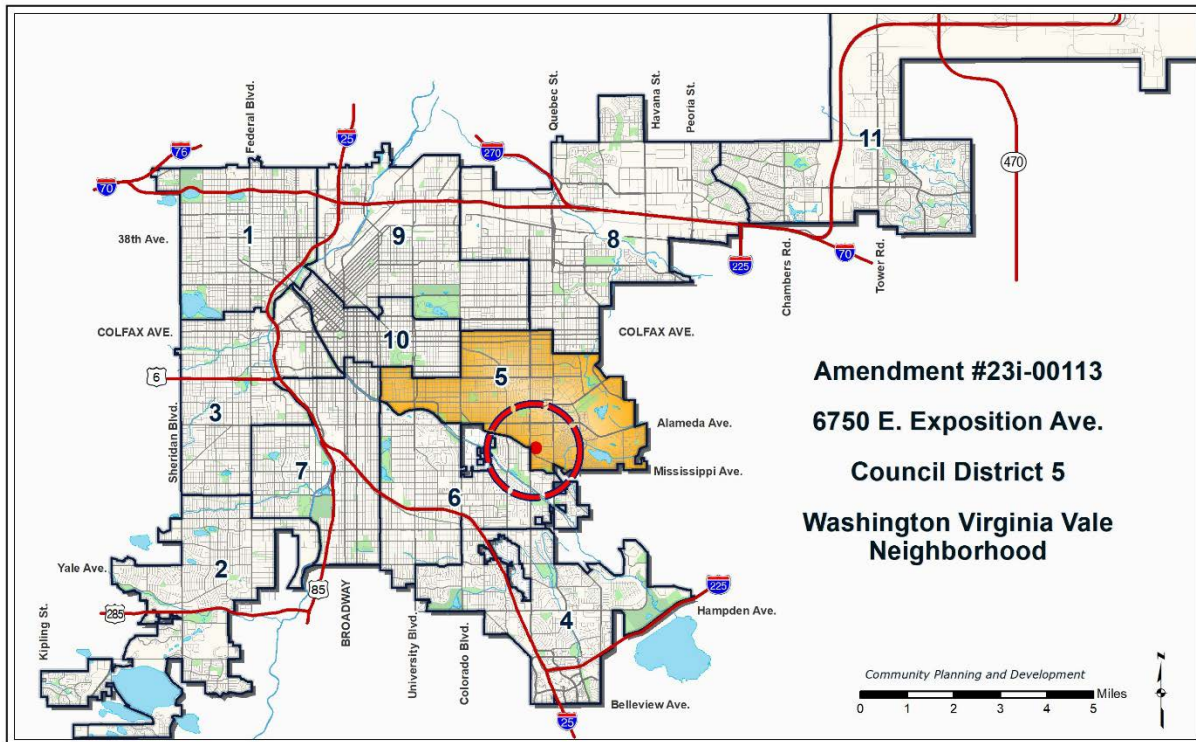 Federal Blvd.
Quebec St.
Havana St.
Peoria St.
76
25
270
11
70
470
38th Ave.
1
9
8
225
Chambers Rd.
70
Tower Rd.
COLFAX AVE.
10
COLFAX AVE.
6
5
3
Sheridan Blvd.
Alameda Ave.
7
Mississippi Ave.
6
Amendment #23i-00113
6750 E. Exposition Ave.
Council District 5
Washington Virginia Vale
Neighborhood
Yale Ave.
2
85
BROADWAY
University Blvd.
Colorado Blvd.
4
225
Hampden Ave.
285
Kipling St.
Belleview Ave.
25
Community Planning and Development
Miles
0 1 2 3 4 5
N